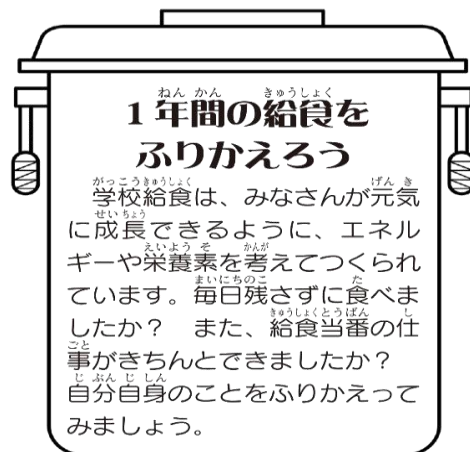 1年間の給食を
ふりかえろう
学校給食は、みなさんが元気
に成長できるように、エネル
ギーや栄養素を考えてつくられ
ています。毎日残さずに食べま
したか？　また、給食当番の仕
事がきちんとできましたか？
自分自身のことをふりかえって
みましょう。